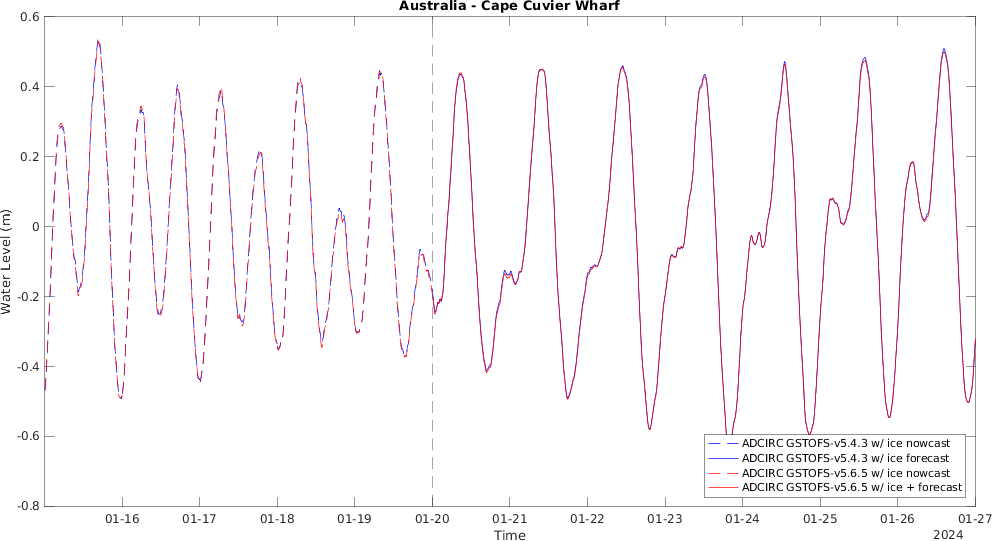 Australia - Cape Cuvier Wharf
0.6
0.4
0.2
0
-0.2
-0.4
-0.6
-0.8
Water Level (m)
ADCIRC GSTOFS-v5.4.3 w/ ice nowcast
ADCIRC GSTOFS-v5.4.3 w/ ice forecast
ADCIRC GSTOFS-v5.6.5 w/ ice nowcast
ADCIRC GSTOFS-v5.6.5 w/ ice + forecast
01-16 01-17 01-18 01-19 01-20 01-21 01-22 01-23 01-24 01-25 01-26 01-27
Time
2024